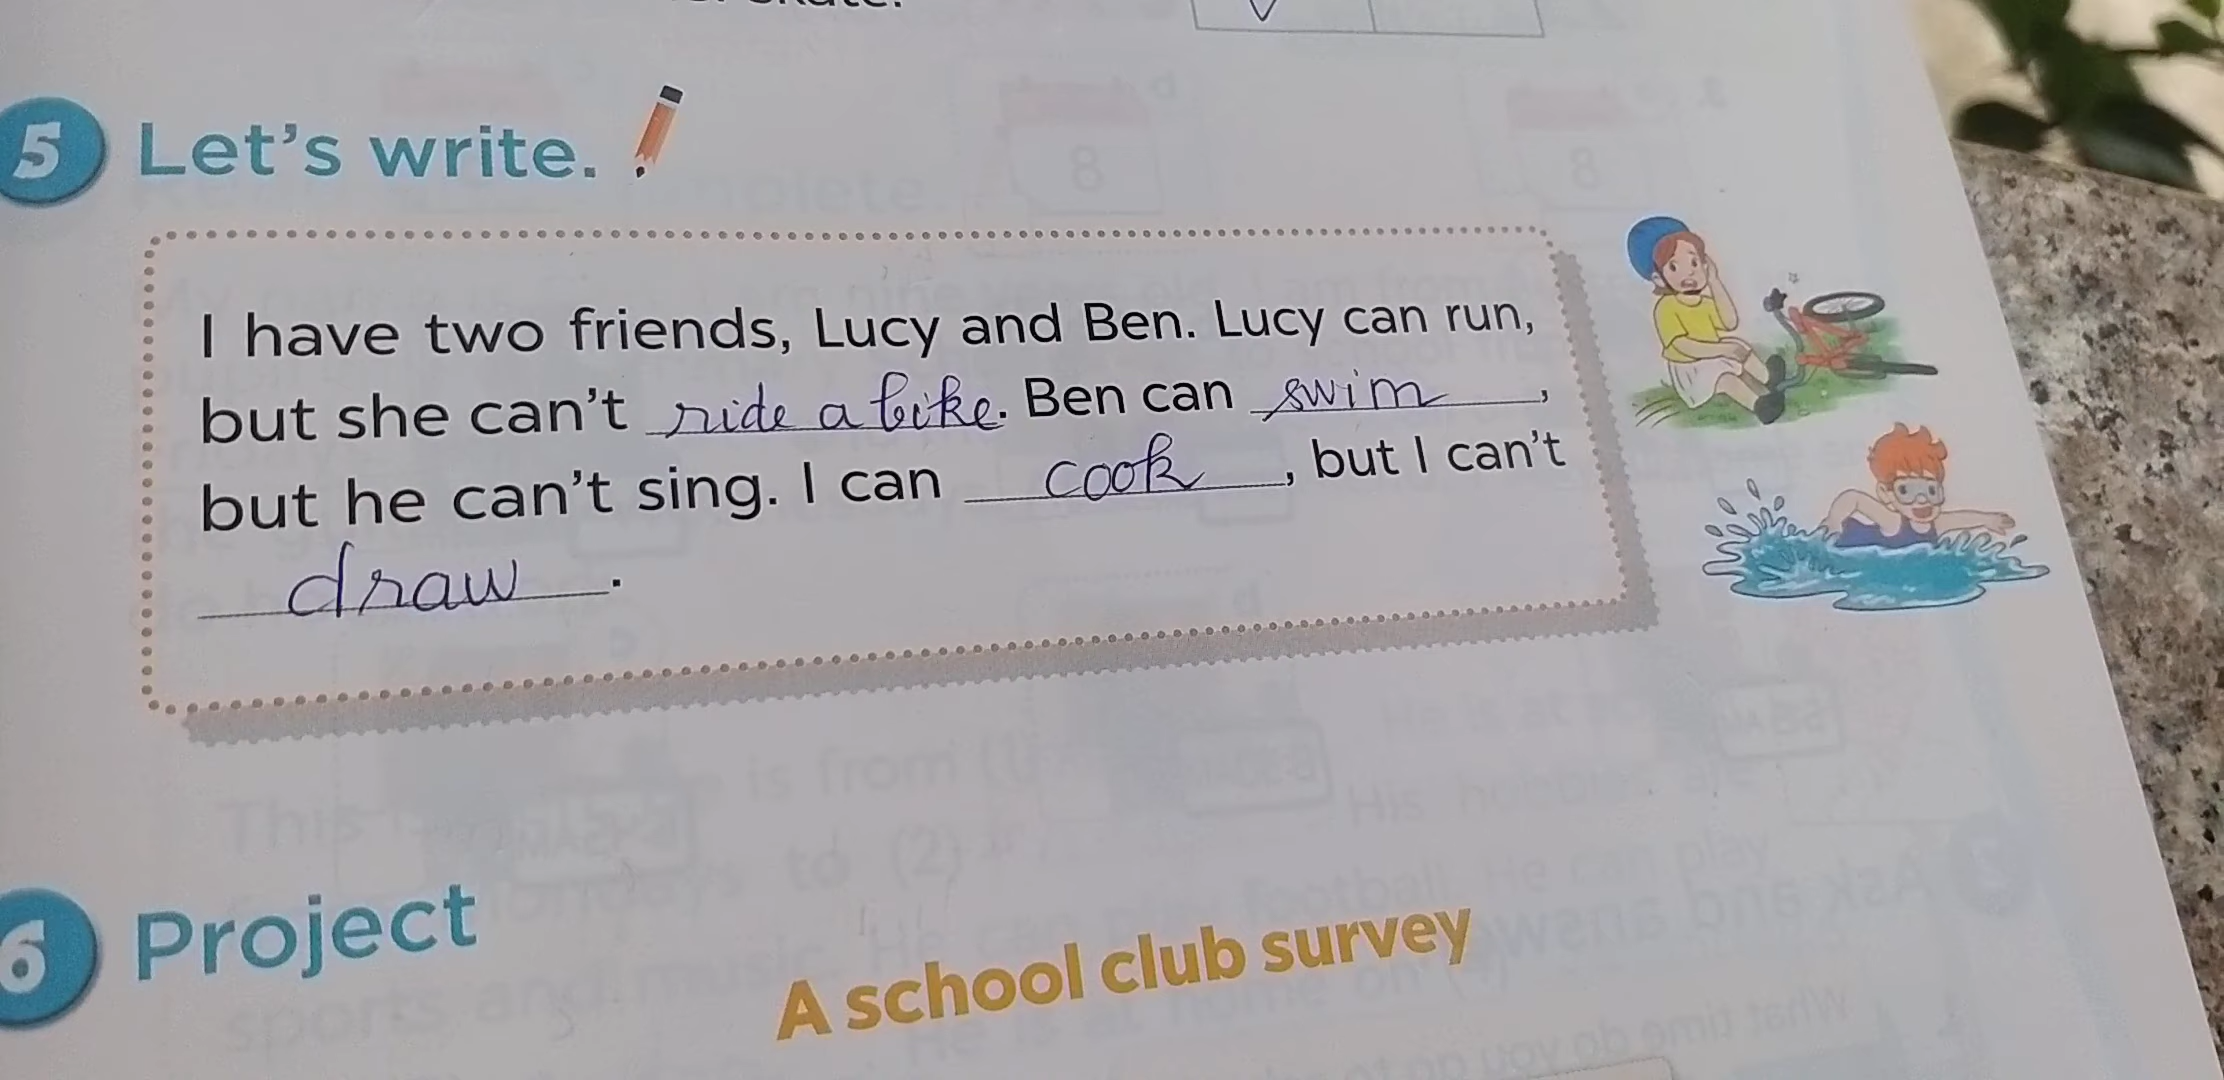 5 Let's write.
I have two friends, Lucy and Ben. Lucy can run,
but she can't ride a bike. Ben can swim,
but he can't sing. I can cook, but I can't
draw.
6 Project
A school club survey